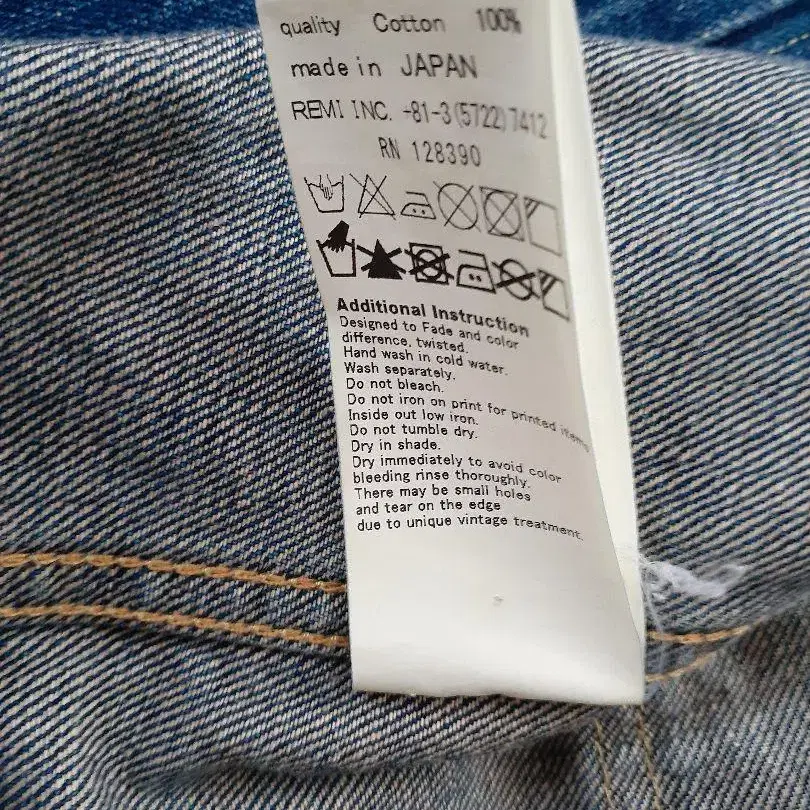 quality Cotton 100%
made in JAPAN
REMI INC. +81-3(5722)7412
RN 128390
Additional Instruction
Designed to Fade and color
difference, twisted.
Hand wash in cold water.
Wash separately.
Do not bleach.
Do not iron on print for printed items
Inside out low iron.
Do not tumble dry.
Dry in shade.
Dry immediately to avoid color
bleeding rinse thoroughly.
There may be small holes
and tear on the edge
due to unique vintage treatment.